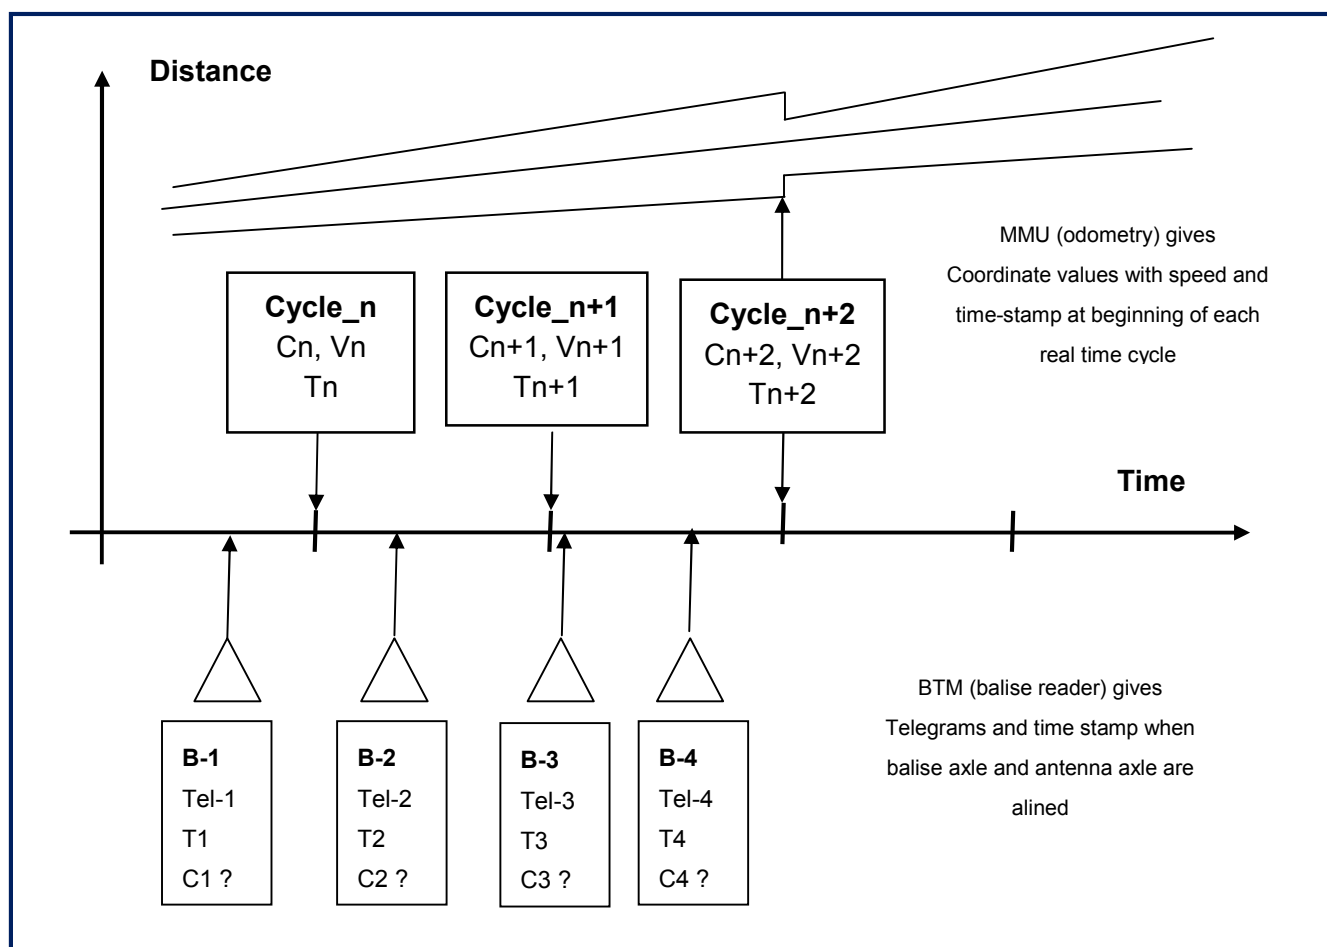 Distance
MMU (odometry) gives
Coordinate values with speed and
time-stamp at beginning of each
real time cycle
Cycle_n
Cn, Vn
Tn
Cycle_n+1
Cn+1, Vn+1
Tn+1
Cycle_n+2
Cn+2, Vn+2
Tn+2
Time
B-1
Tel-1
T1
C1 ?
B-2
Tel-2
T2
C2 ?
B-3
Tel-3
T3
C3 ?
B-4
Tel-4
T4
C4 ?
BTM (balise reader) gives
Telegrams and time stamp when
balise axle and antenna axle are
alined